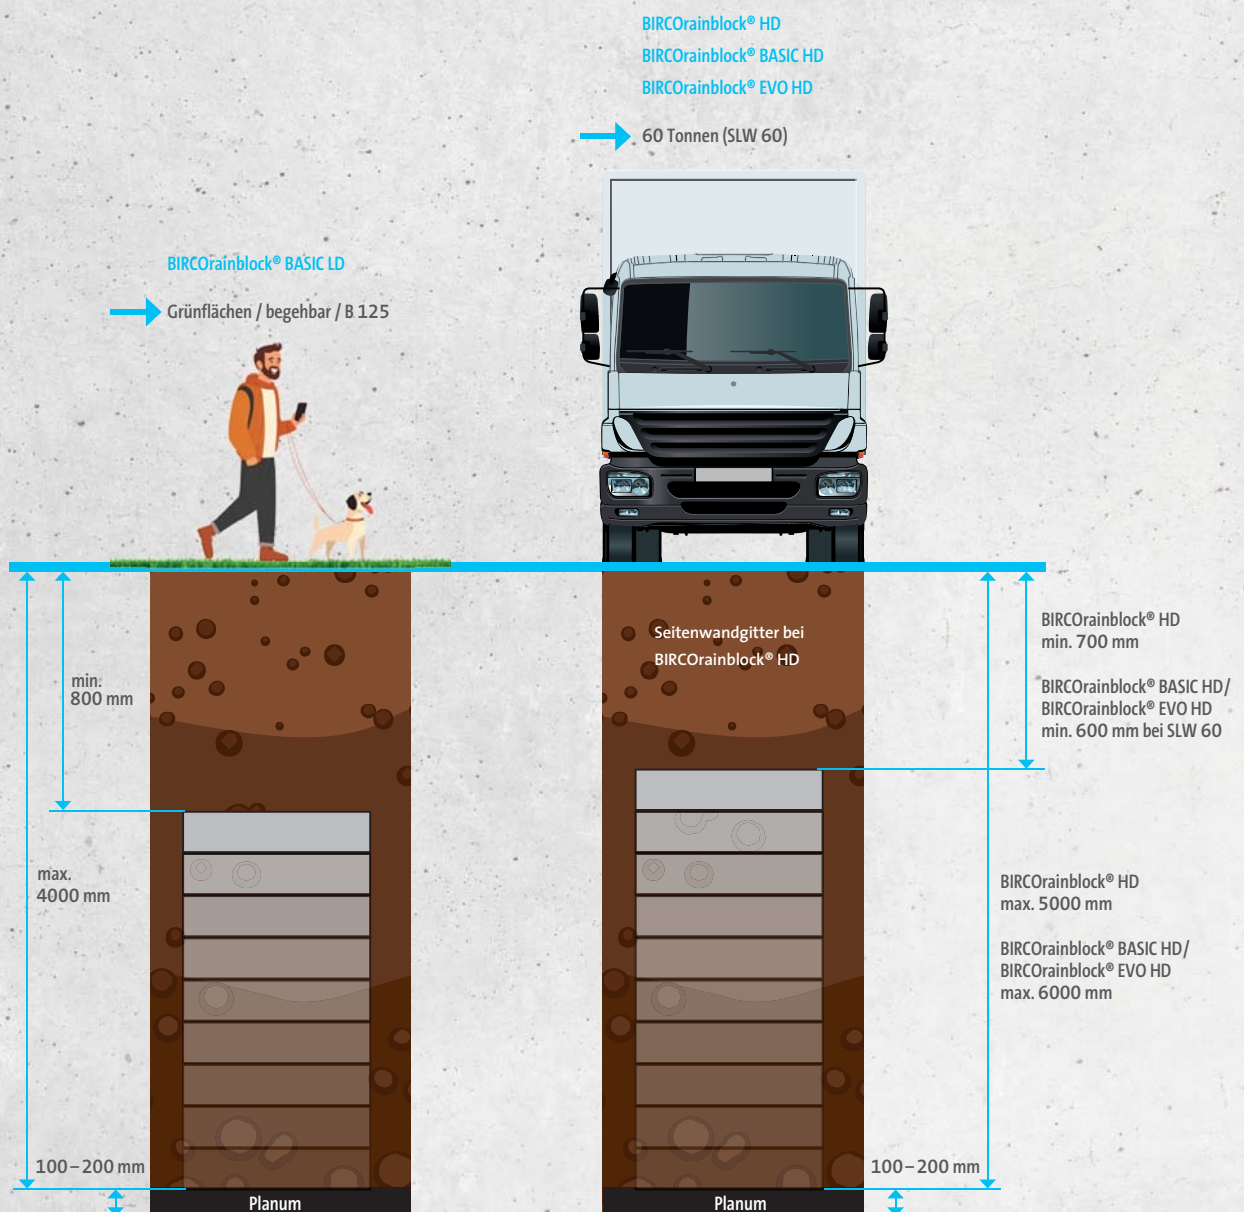 BIRCOrainblock® HD
BIRCOrainblock® BASIC HD
BIRCOrainblock® EVO HD
60 Tonnen (SLW 60)
BIRCOrainblock® BASIC LD
Grünflächen / begehbar / B 125
Seitenwandgitter bei
BIRCOrainblock® HD
min.
800 mm
BIRCOrainblock® HD
min. 700 mm
BIRCOrainblock® BASIC HD/
BIRCOrainblock® EVO HD
min. 600 mm bei SLW 60
max.
4000 mm
BIRCOrainblock® HD
max. 5000 mm
BIRCOrainblock® BASIC HD/
BIRCOrainblock® EVO HD
max. 6000 mm
100–200 mm
Planum
100–200 mm
Planum